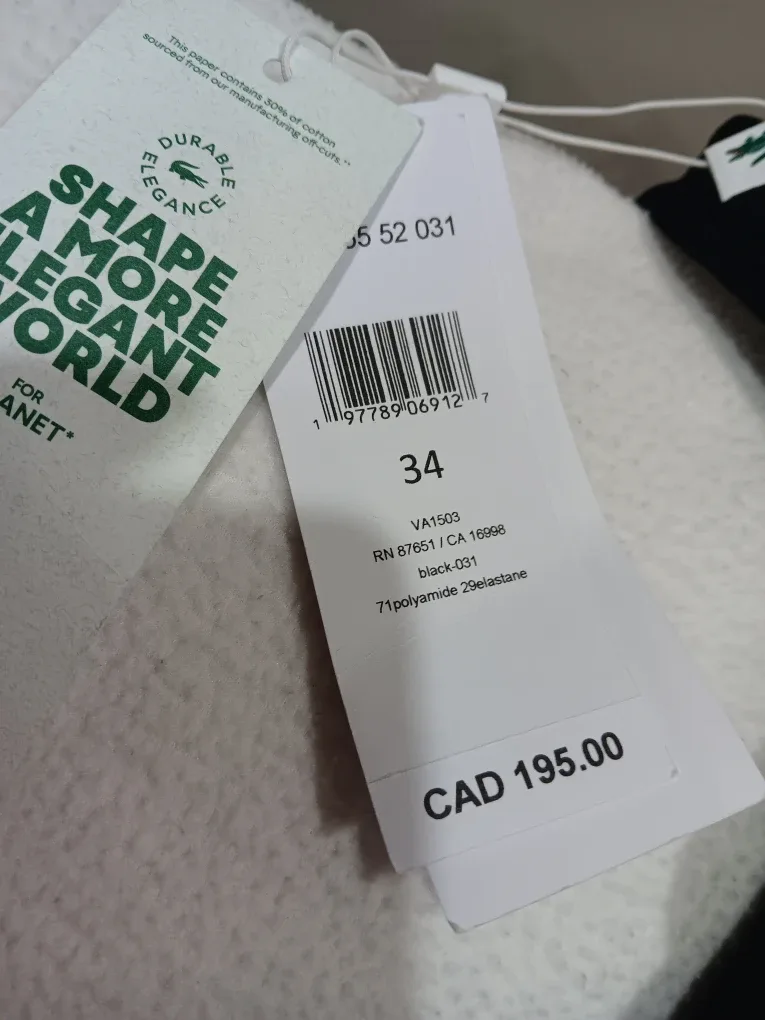 This paper contains 30% of cotton
sourced from our manufacturing off-cuts.**
DURABLE
ELEGANCE
SHAPE
A MORE
ELEGANT
WORLD
FOR
ANET*
55 52 031
1 97789 06912 7
34
VA1503
RN 87651 / CA 16998
black-031
71polyamide 29elastane
CAD 195.00